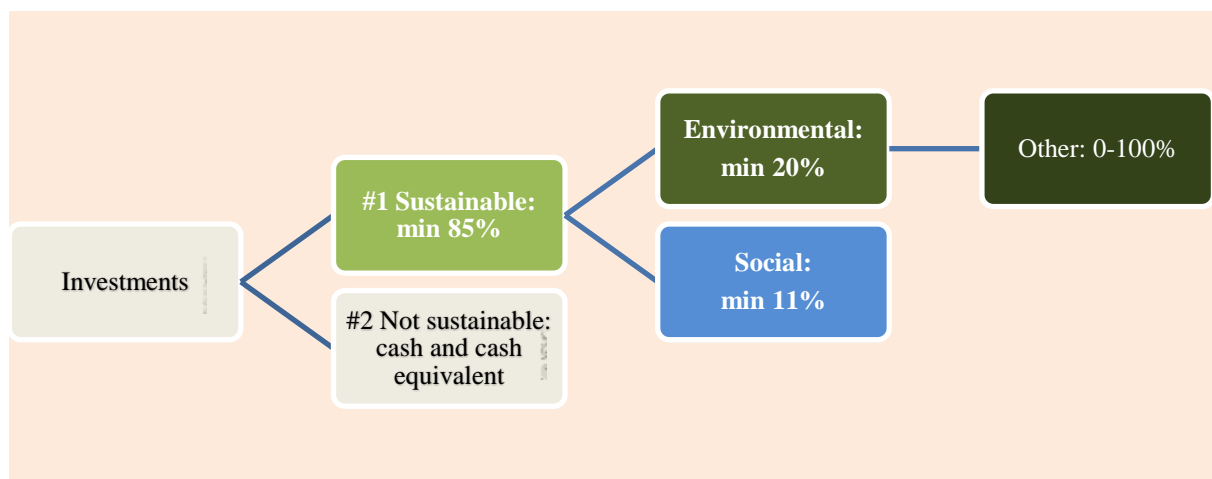 Investments
#1 Sustainable:
min 85%
#2 Not sustainable:
cash and cash
equivalent
Environmental:
min 20%
Social:
min 11%
Other: 0-100%